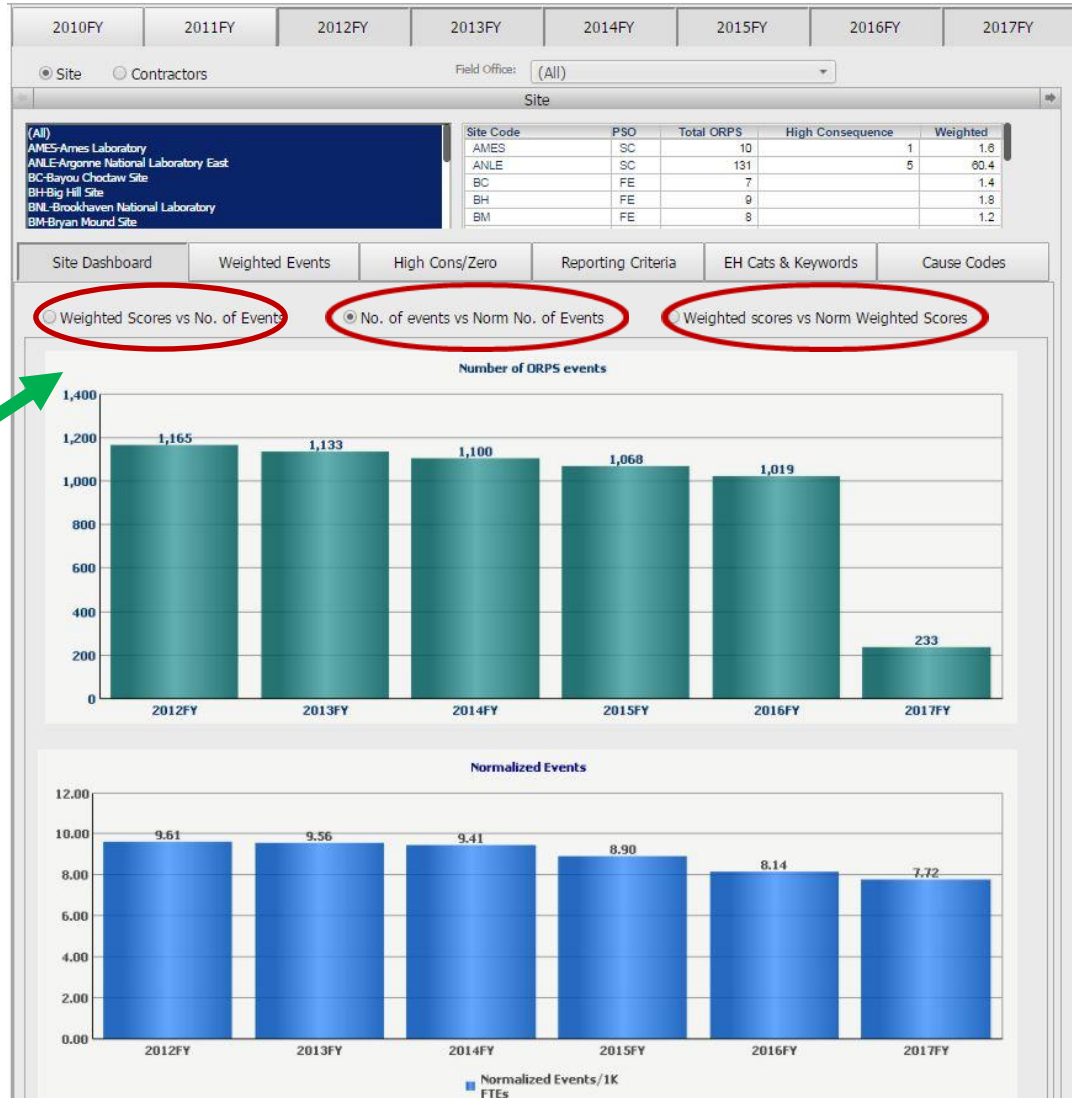 2010FY 2011FY 2012FY 2013FY 2014FY 2015FY 2016FY 2017FY
Site Contractors Field Office: (All)
Site
(All)
AMES-Ames Laboratory
ANLE-Argonne National Laboratory East
BC-Bayou Choctaw Site
BH-Big Hill Site
BNL-Brookhaven National Laboratory
BM-Bryan Mound Site
Site Code PSO Total ORPS High Consequence Weighted
AMES SC 10 1 1.6
ANLE SC 131 5 60.4
BC FE 7 1.4
BH FE 9 1.8
BM FE 8 1.2
Site Dashboard Weighted Events High Cons/Zero Reporting Criteria EH Cats & Keywords Cause Codes
Weighted Scores vs No. of Events No. of events vs Norm No. of Events Weighted scores vs Norm Weighted Scores
Number of ORPS events
1,400
1,200
1,000
800
600
400
200
0
1,165 1,133 1,100 1,068 1,019 233
2012FY 2013FY 2014FY 2015FY 2016FY 2017FY
Normalized Events
12.00
10.00
8.00
6.00
4.00
2.00
0.00
9.61 9.56 9.41 8.90 8.14 7.72
2012FY 2013FY 2014FY 2015FY 2016FY 2017FY
Normalized Events/1K
FTEs